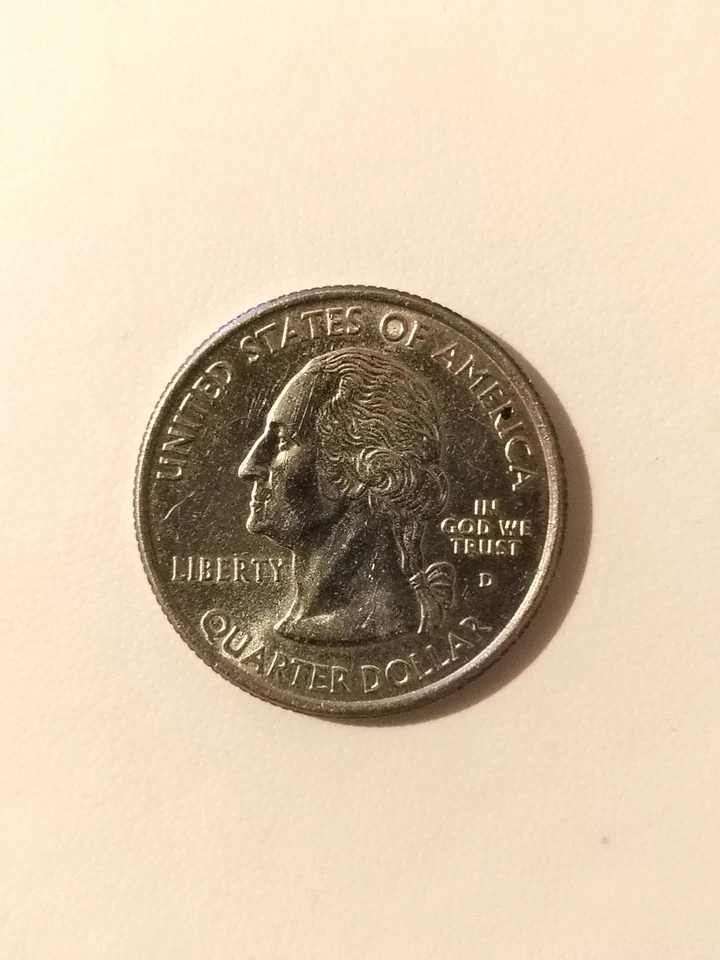 UNITED STATES OF AMERICA
LIBERTY
IN
GOD WE
TRUST
D
QUARTER DOLLAR